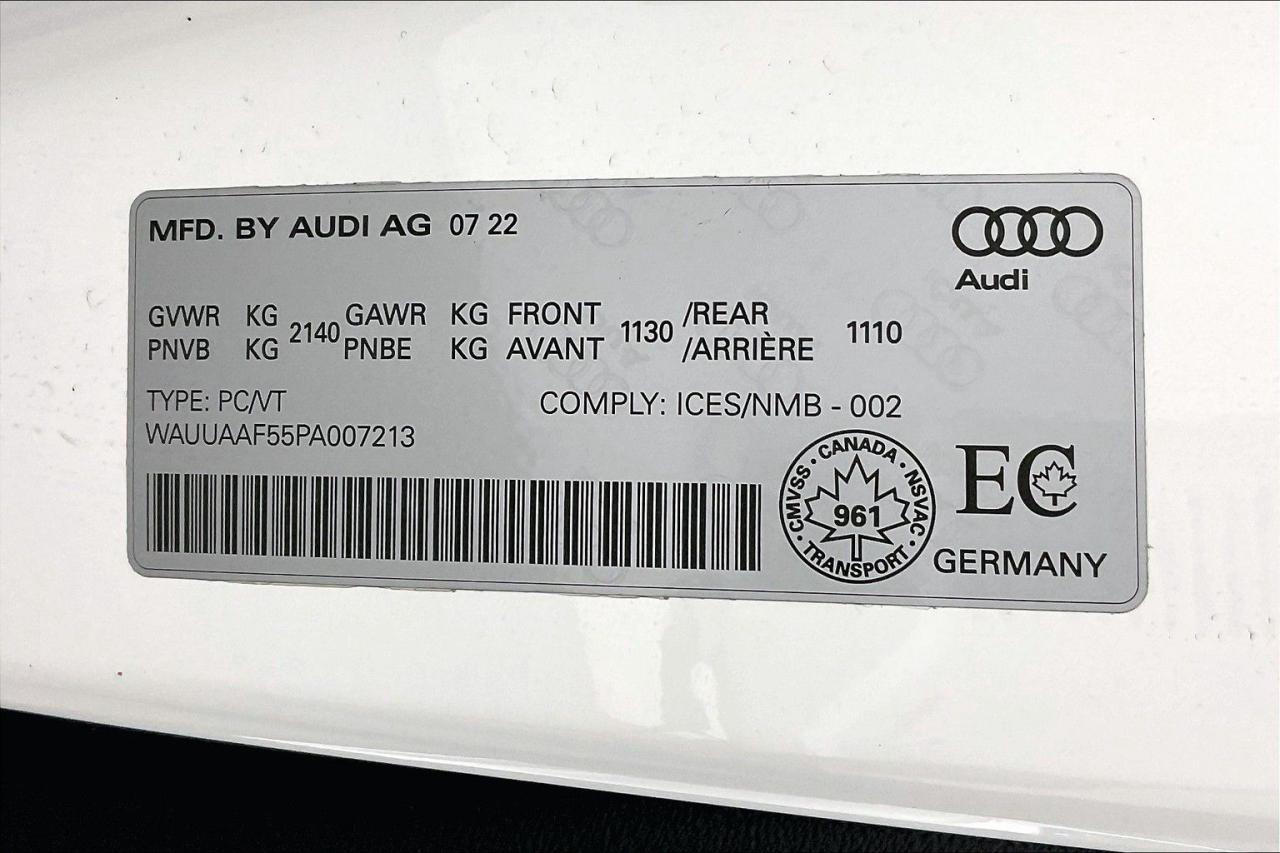 MFD. BY AUDI AG 07 22
Audi
GVWR KG 2140 GAWR KG FRONT 1130 /REAR 1110
PNVB KG PNBE KG AVANT /ARRIÈRE
TYPE: PC/VT COMPLY: ICES/NMB - 002
WAUUAAF55PA007213
CMVSS · CANADA · NSVAC · TRANSPORT ·
961
EC
GERMANY